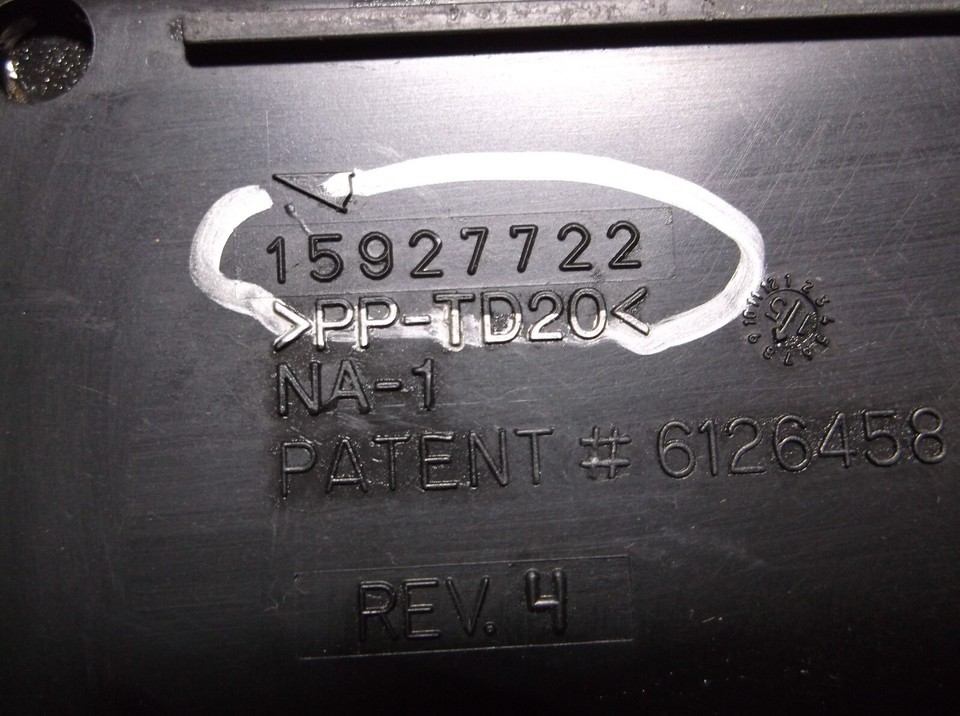 15927722
>PP-TD20<
NA-1
PATENT # 6126458
REV. 4